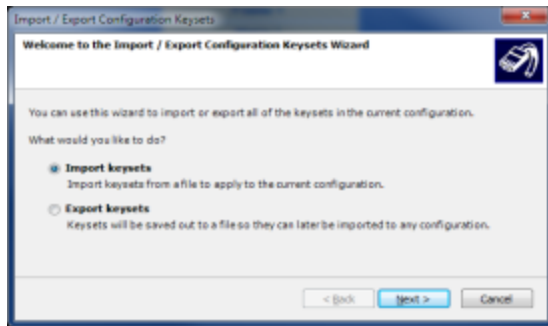 Import / Export Configuration Keysets
Welcome to the Import / Export Configuration Keysets Wizard
You can use this wizard to import or export all of the keysets in the current configuration.
What would you like to do?
Import keysets
Import keysets from a file to apply to the current configuration.
Export keysets
Keysets will be saved out to a file so they can later be imported to any configuration.
< Back Next > Cancel